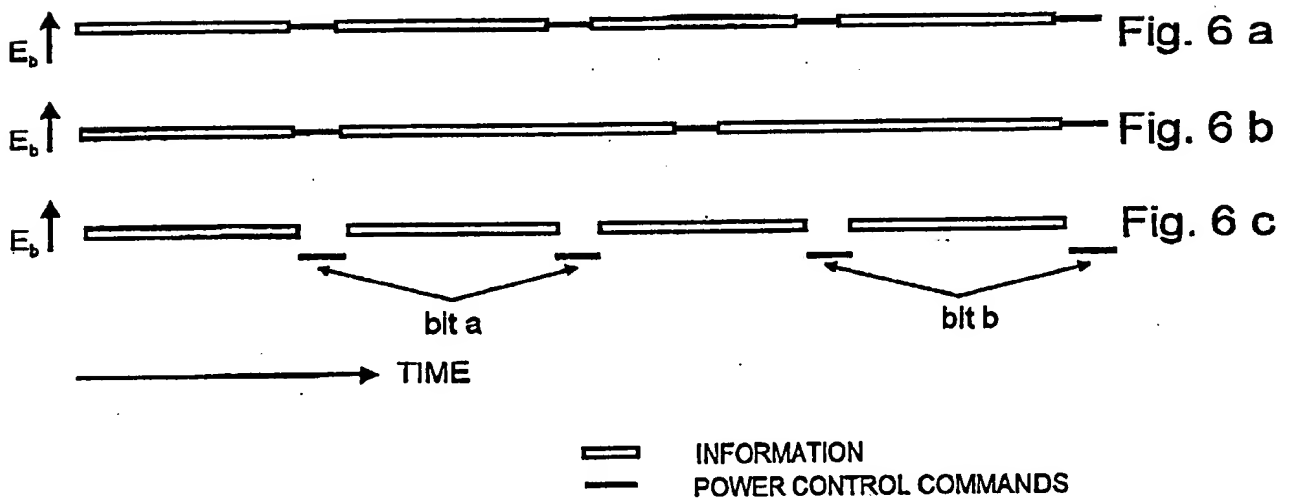 E_b Fig. 6 a
E_b Fig. 6 b
E_b Fig. 6 c
bit a bit b
TIME
INFORMATION
POWER CONTROL COMMANDS